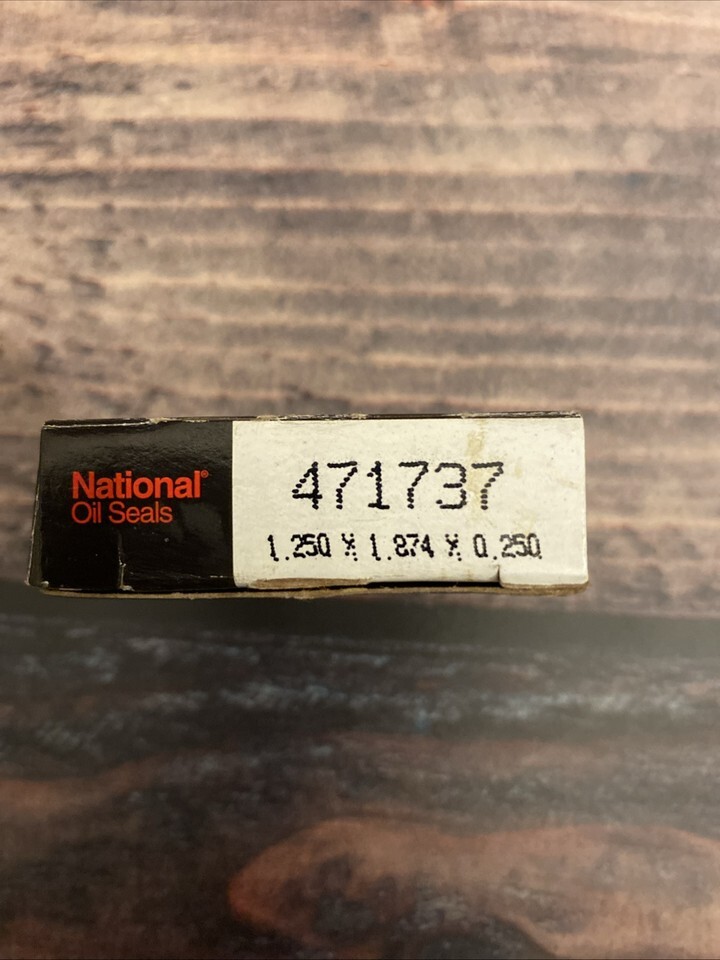 National®
Oil Seals
471737
1.250 X 1.874 X 0.250